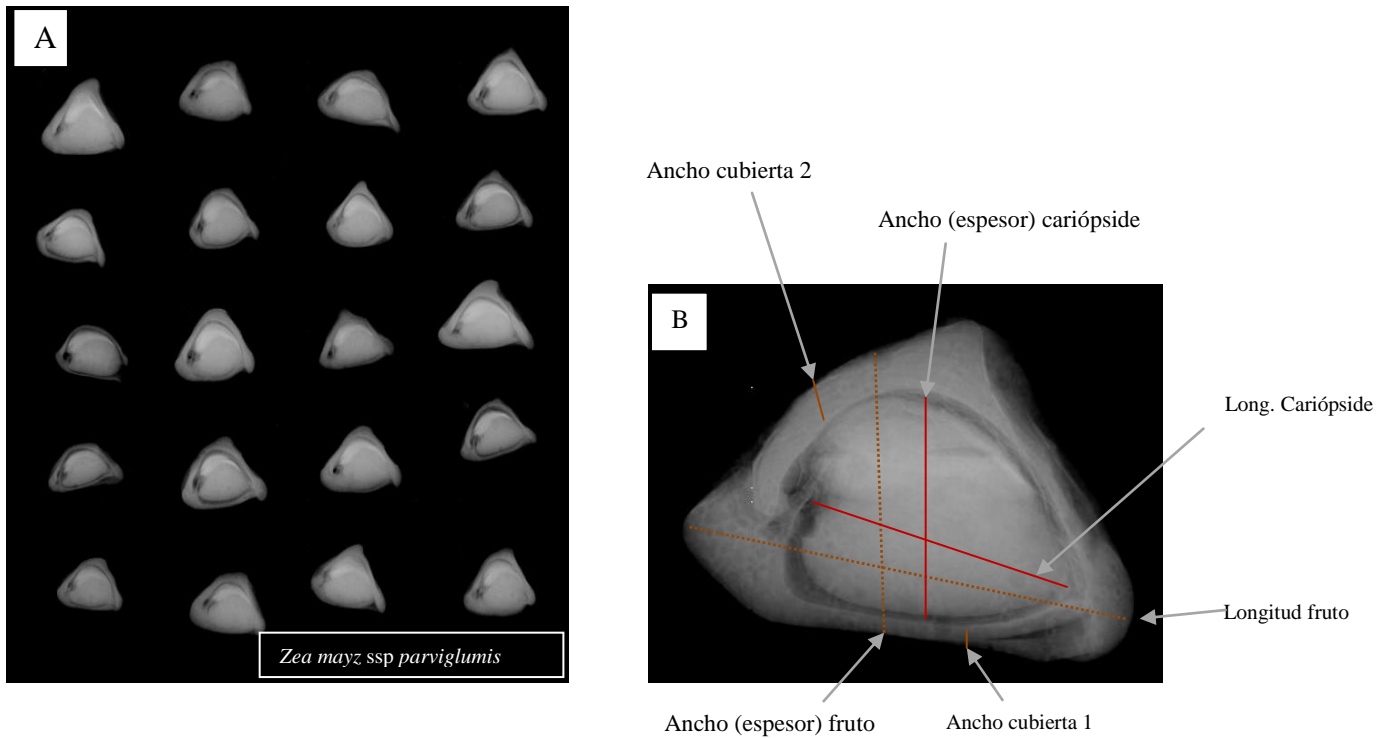 A
Zea mayz ssp parviglumis
Ancho cubierta 2
Ancho (espesor) cariópside
B
Long. Cariópside
Longitud fruto
Ancho (espesor) fruto
Ancho cubierta 1